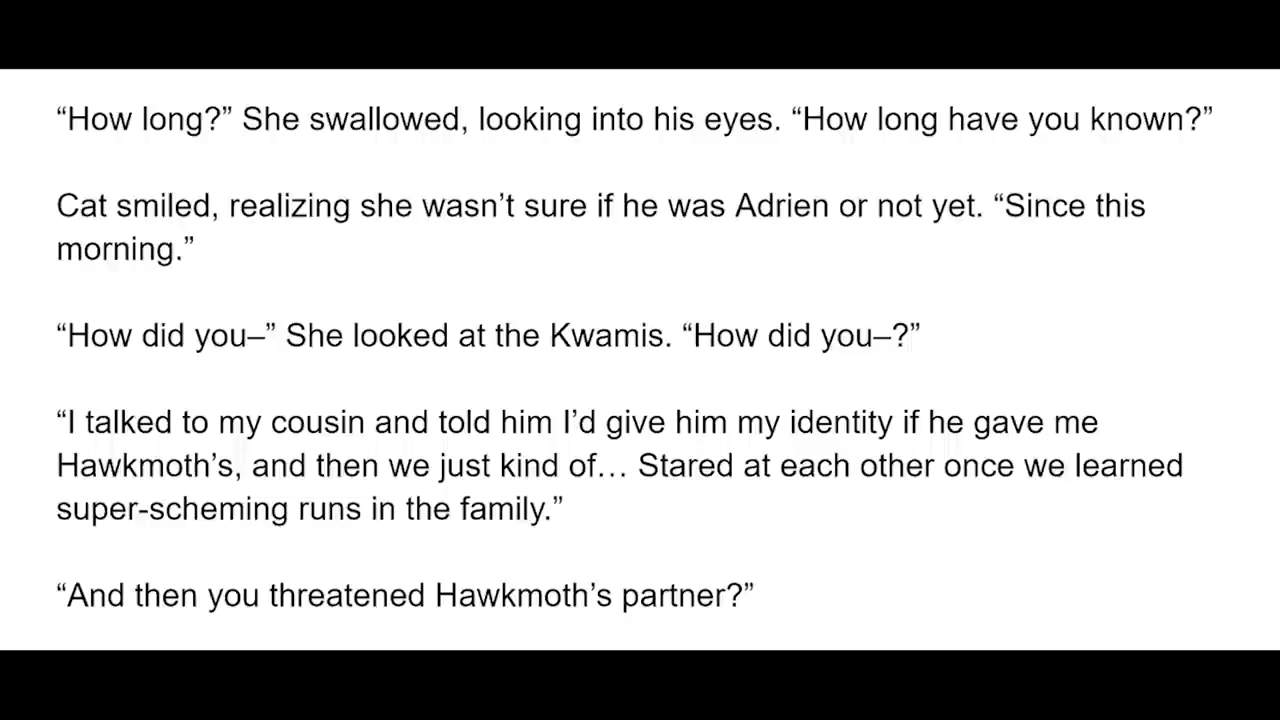 “How long?” She swallowed, looking into his eyes. “How long have you known?”
Cat smiled, realizing she wasn’t sure if he was Adrien or not yet. “Since this
morning.”
“How did you–” She looked at the Kwamis. “How did you–?”
“I talked to my cousin and told him I’d give him my identity if he gave me
Hawkmoth’s, and then we just kind of… Stared at each other once we learned
super-scheming runs in the family.”
“And then you threatened Hawkmoth’s partner?”